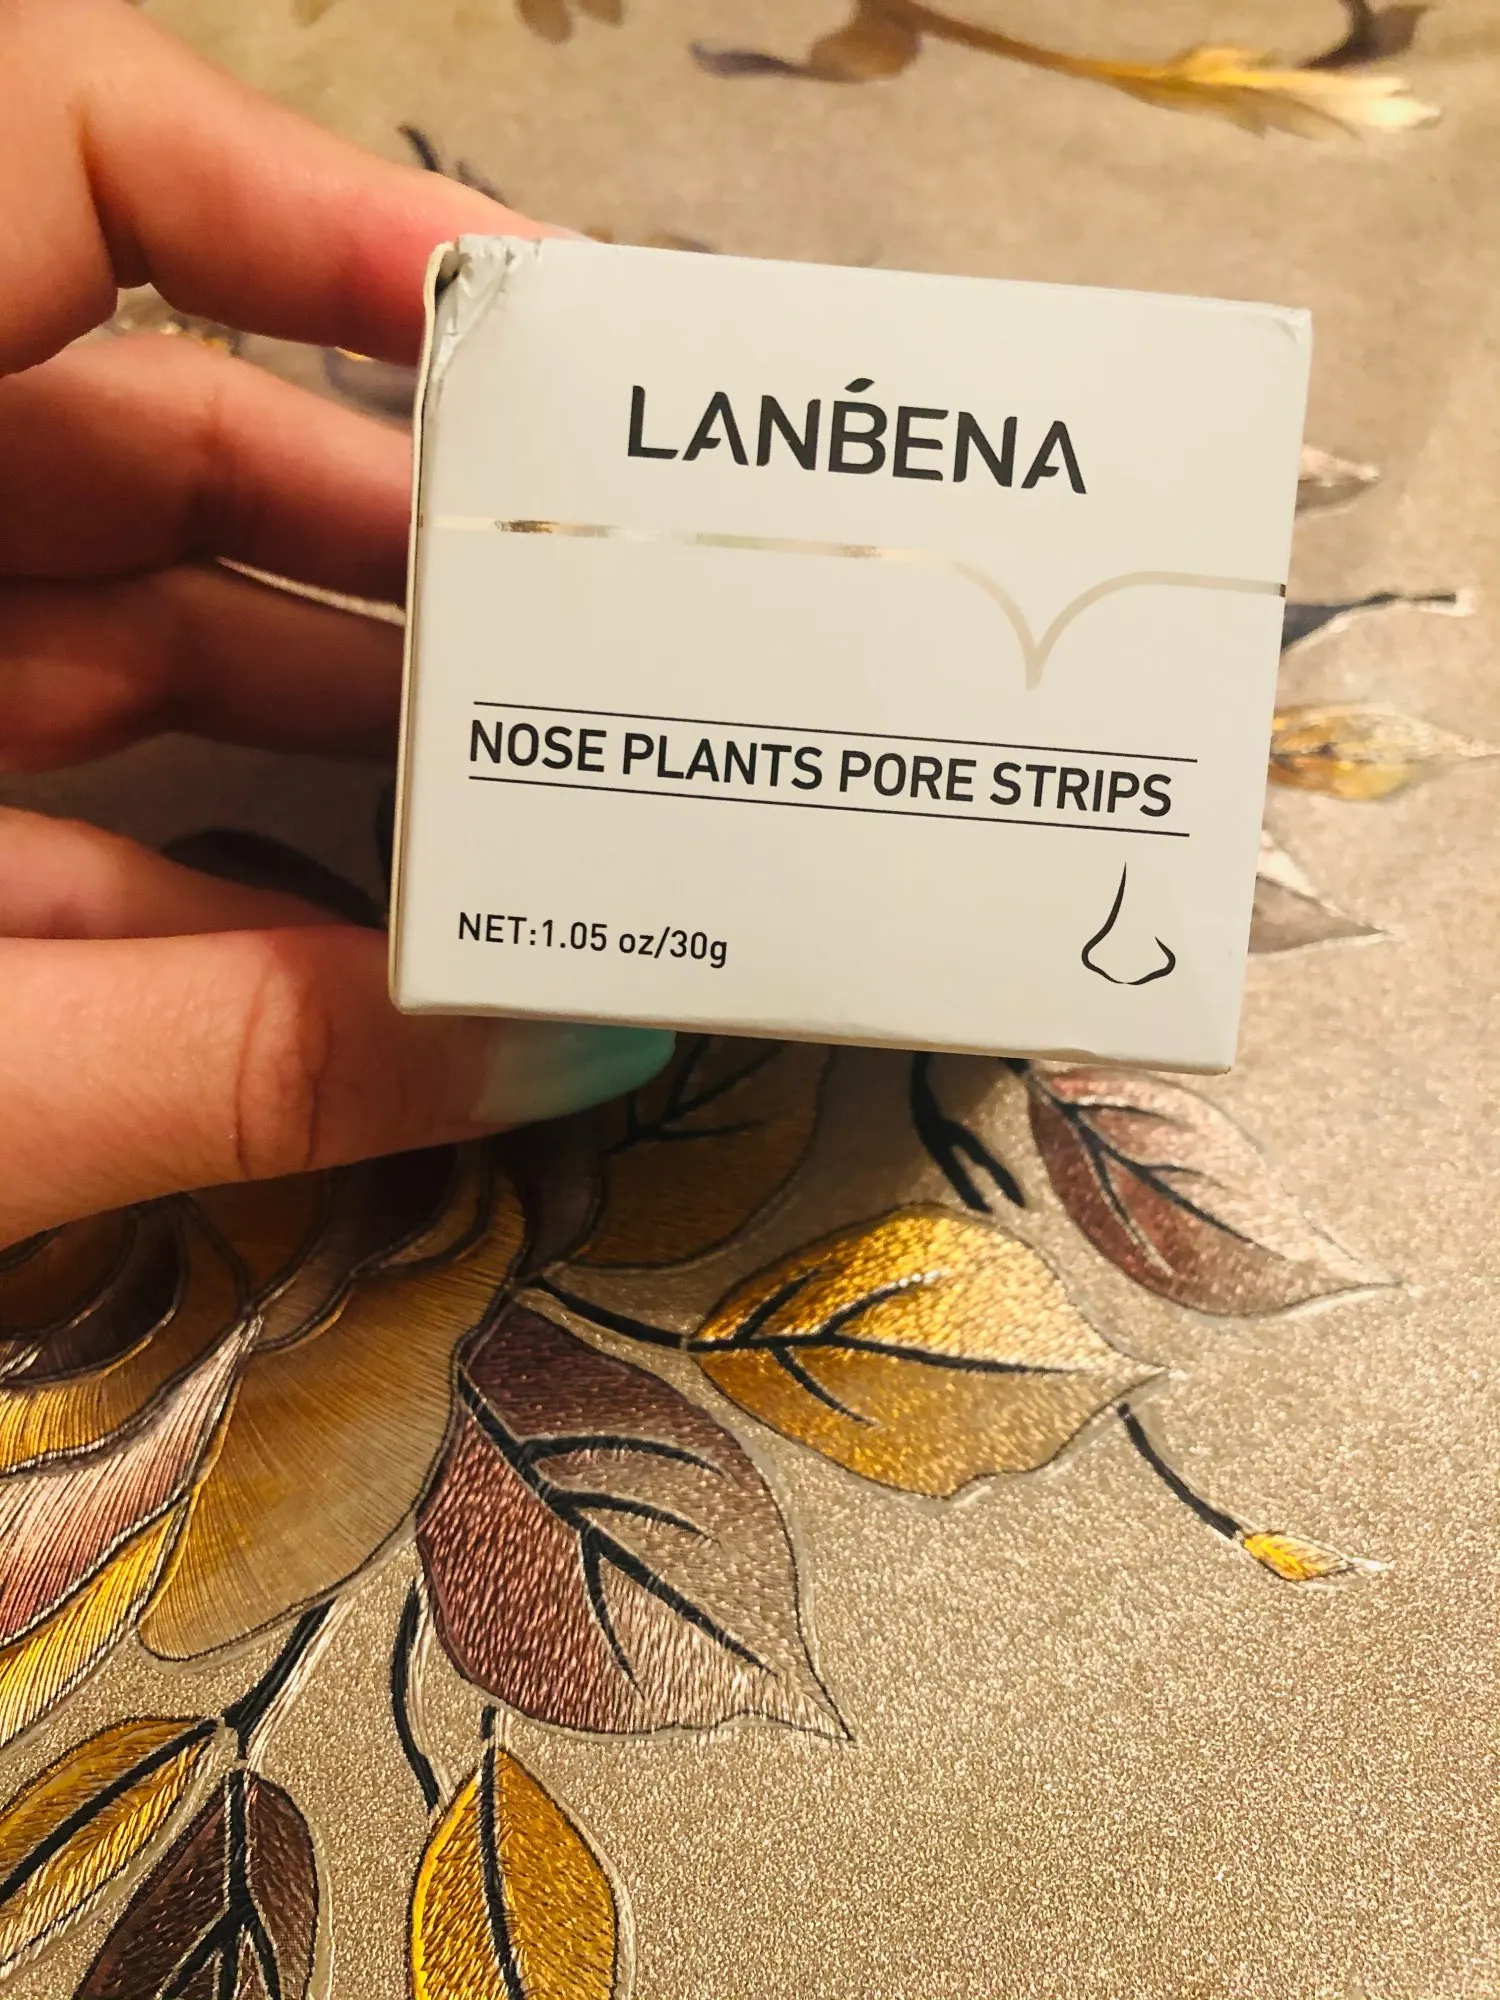 LANBENA
NOSE PLANTS PORE STRIPS
NET:1.05 oz/30g